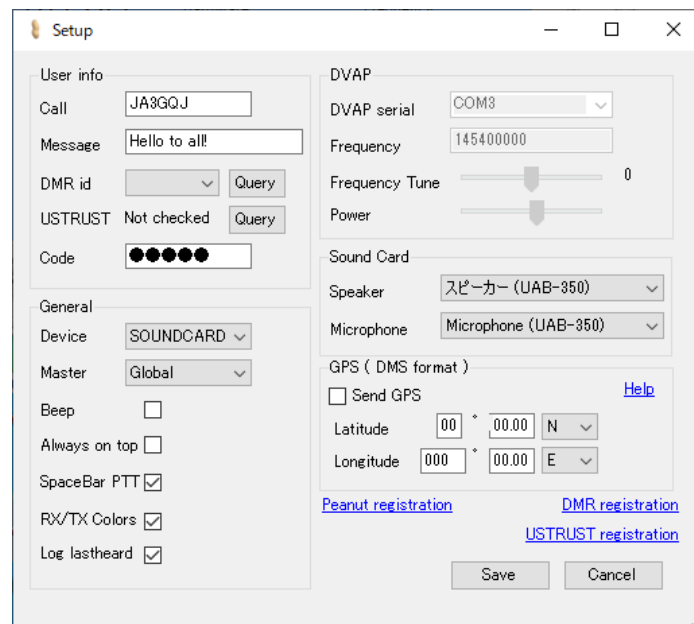 Setup
User info
Call JA3GQJ
Message Hello to all!
DMR id Query
USTRUST Not checked Query
Code ●●●●●
General
Device SOUNDCARD
Master Global
Beep
Always on top
SpaceBar PTT
RX/TX Colors
Log lastheard
DVAP
DVAP serial COM3
Frequency 145400000
Frequency Tune 0
Power
Sound Card
Speaker スピーカー (UAB-350)
Microphone Microphone (UAB-350)
GPS ( DMS format )
Send GPS Help
Latitude 00 ° 00.00 N
Longitude 000 ° 00.00 E
Peanut registration DMR registration
USTRUST registration
Save Cancel